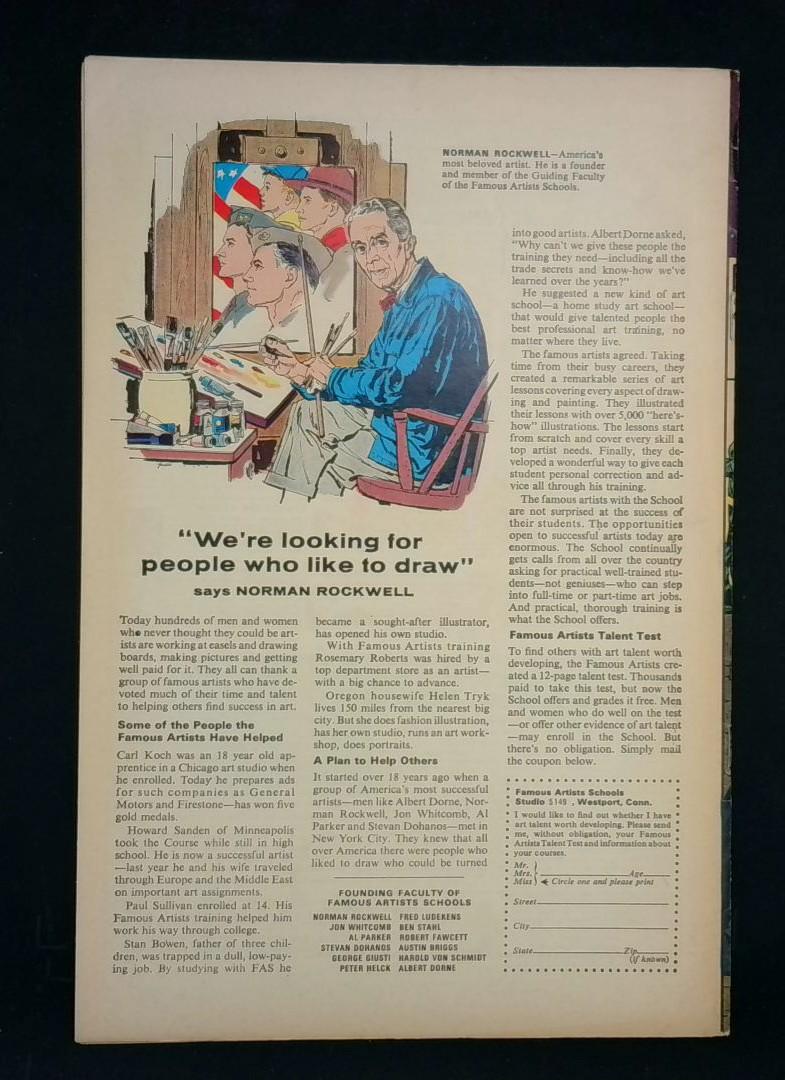 NORMAN ROCKWELL—America's
most beloved artist. He is a founder
and member of the Guiding Faculty
of the Famous Artists Schools.
"We're looking for
people who like to draw"
says NORMAN ROCKWELL
Today hundreds of men and women
who never thought they could be art-
ists are working at easels and drawing
boards, making pictures and getting
well paid for it. They all can thank a
group of famous artists who have de-
voted much of their time and talent
to helping others find success in art.
Some of the People the
Famous Artists Have Helped
Carl Koch was an 18 year old ap-
prentice in a Chicago art studio when
he enrolled. Today he prepares ads
for such companies as General
Motors and Firestone—has won five
gold medals.
Howard Sanden of Minneapolis
took the Course while still in high
school. He is now a successful artist
—last year he and his wife traveled
through Europe and the Middle East
on important art assignments.
Paul Sullivan enrolled at 14. His
Famous Artists training helped him
work his way through college.
Stan Bowen, father of three chil-
dren, was trapped in a dull, low-pay-
ing job. By studying with FAS he
became a sought-after illustrator,
has opened his own studio.
With Famous Artists training
Rosemary Roberts was hired by a
top department store as an artist—
with a big chance to advance.
Oregon housewife Helen Tryk
lives 150 miles from the nearest big
city. But she does fashion illustration,
has her own studio, runs an art work-
shop, does portraits.
A Plan to Help Others
It started over 18 years ago when a
group of America's most successful
artists—men like Albert Dorne, Nor-
man Rockwell, Jon Whitcomb, Al
Parker and Stevan Dohanos—met in
New York City. They knew that all
over America there were people who
liked to draw who could be turned
FOUNDING FACULTY OF
FAMOUS ARTISTS SCHOOLS
NORMAN ROCKWELL FRED LUDEKENS
JON WHITCOMB BEN STAHL
AL PARKER ROBERT FAWCETT
STEVAN DOHANOS AUSTIN BRIGGS
GEORGE GIUSTI HAROLD VON SCHMIDT
PETER HELCK ALBERT DORNE
into good artists. Albert Dorne asked,
"Why can't we give these people the
training they need—including all the
trade secrets and know-how we've
learned over the years?"
He suggested a new kind of art
school—a home study art school—
that would give talented people the
best professional art training, no
matter where they live.
The famous artists agreed. Taking
time from their busy careers, they
created a remarkable series of art
lessons covering every aspect of draw-
ing and painting. They illustrated
their lessons with over 5,000 "here's-
how" illustrations. The lessons start
from scratch and cover every skill a
top artist needs. Finally, they de-
veloped a wonderful way to give each
student personal correction and ad-
vice all through his training.
The famous artists with the School
are not surprised at the success of
their students. The opportunities
open to successful artists today are
enormous. The School continually
gets calls from all over the country
asking for practical well-trained stu-
dents—not geniuses—who can step
into full-time or part-time art jobs.
And practical, thorough training is
what the School offers.
Famous Artists Talent Test
To find others with art talent worth
developing, the Famous Artists cre-
ated a 12-page talent test. Thousands
paid to take this test, but now the
School offers and grades it free. Men
and women who do well on the test
—or offer other evidence of art talent
—may enroll in the School. But
there's no obligation. Simply mail
the coupon below.
Famous Artists Schools
Studio 5149 , Westport, Conn.
I would like to find out whether I have
art talent worth developing. Please send
me, without obligation, your Famous
Artists Talent Test and information about
your courses.
Mr.
Mrs. Age
Miss Circle one and please print
Street
City
State Zip
(if known)